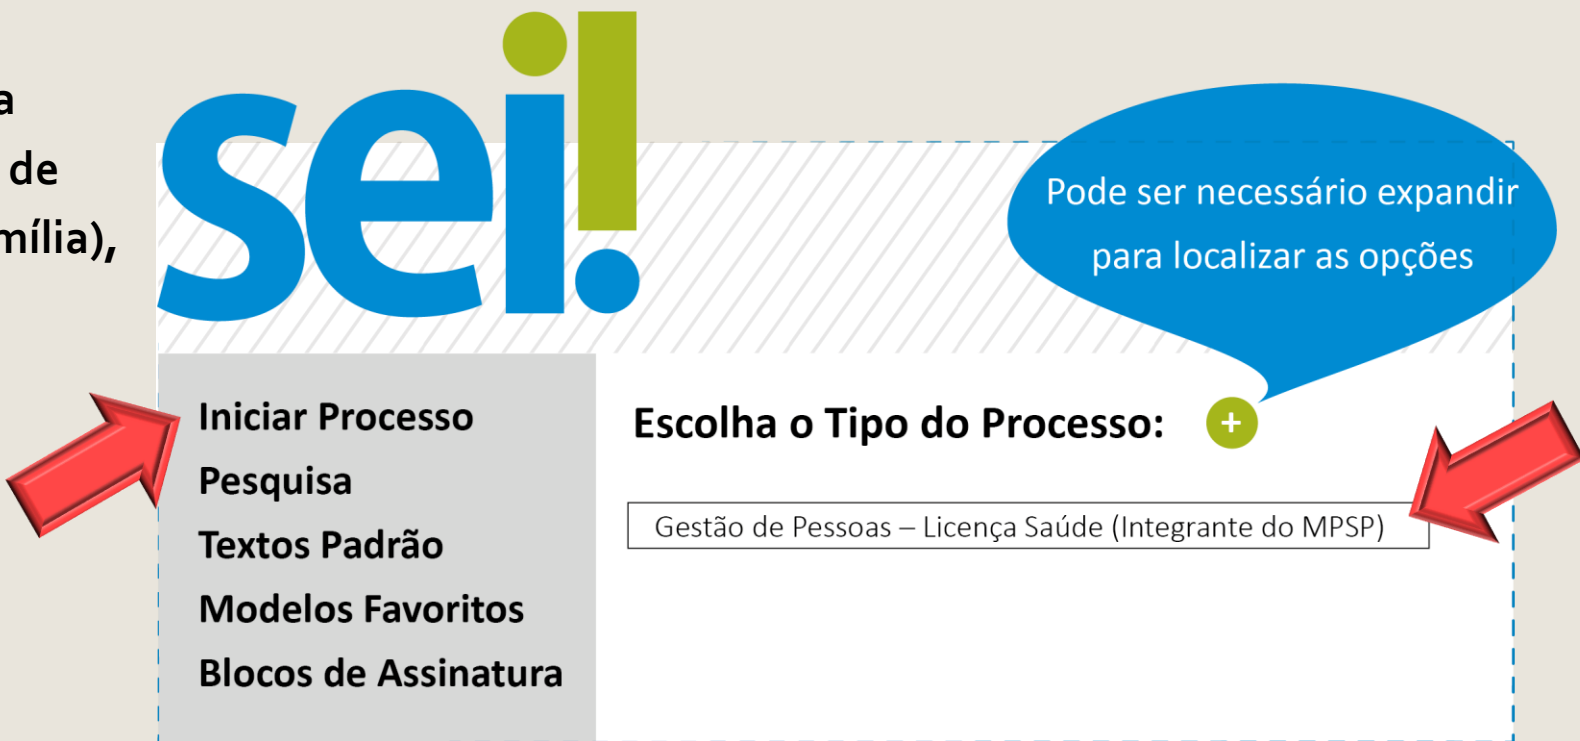 a
de
mília),
sei!
Pode ser necessário expandir
para localizar as opções
Iniciar Processo
Pesquisa
Textos Padrão
Modelos Favoritos
Blocos de Assinatura
Escolha o Tipo do Processo: +
Gestão de Pessoas – Licença Saúde (Integrante do MPSP)